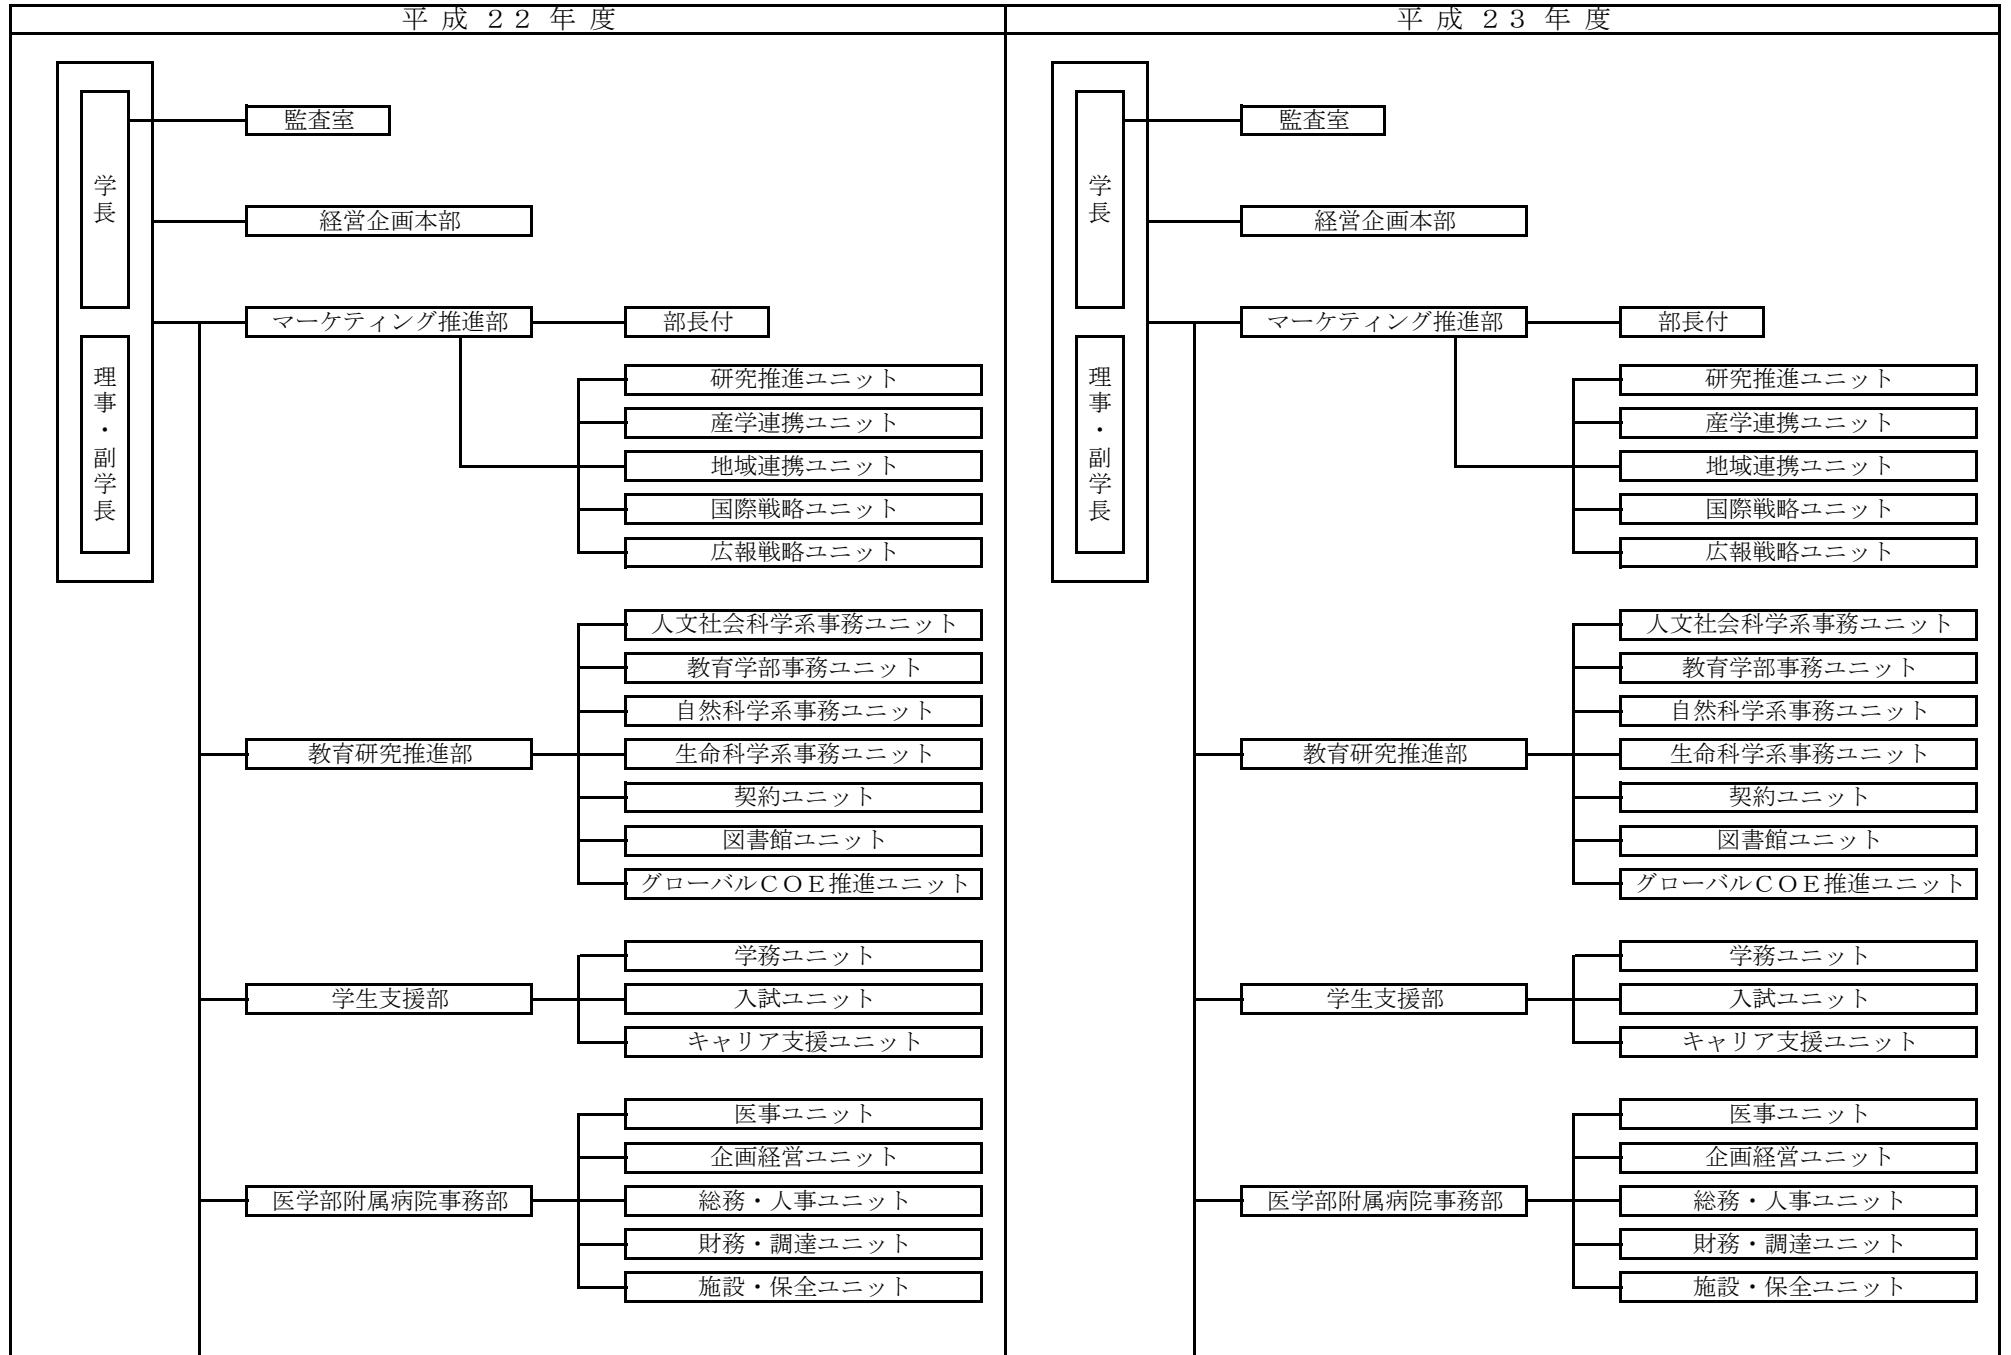 平成２２年度
学長
理事・副学長
監査室
経営企画本部
マーケティング推進部
部長付
研究推進ユニット
産学連携ユニット
地域連携ユニット
国際戦略ユニット
広報戦略ユニット
教育研究推進部
人文社会科学系事務ユニット
教育学部事務ユニット
自然科学系事務ユニット
生命科学系事務ユニット
契約ユニット
図書館ユニット
グローバルＣＯＥ推進ユニット
学生支援部
学務ユニット
入試ユニット
キャリア支援ユニット
医学部附属病院事務部
医事ユニット
企画経営ユニット
総務・人事ユニット
財務・調達ユニット
施設・保全ユニット
平成２３年度
学長
理事・副学長
監査室
経営企画本部
マーケティング推進部
部長付
研究推進ユニット
産学連携ユニット
地域連携ユニット
国際戦略ユニット
広報戦略ユニット
教育研究推進部
人文社会科学系事務ユニット
教育学部事務ユニット
自然科学系事務ユニット
生命科学系事務ユニット
契約ユニット
図書館ユニット
グローバルＣＯＥ推進ユニット
学生支援部
学務ユニット
入試ユニット
キャリア支援ユニット
医学部附属病院事務部
医事ユニット
企画経営ユニット
総務・人事ユニット
財務・調達ユニット
施設・保全ユニット